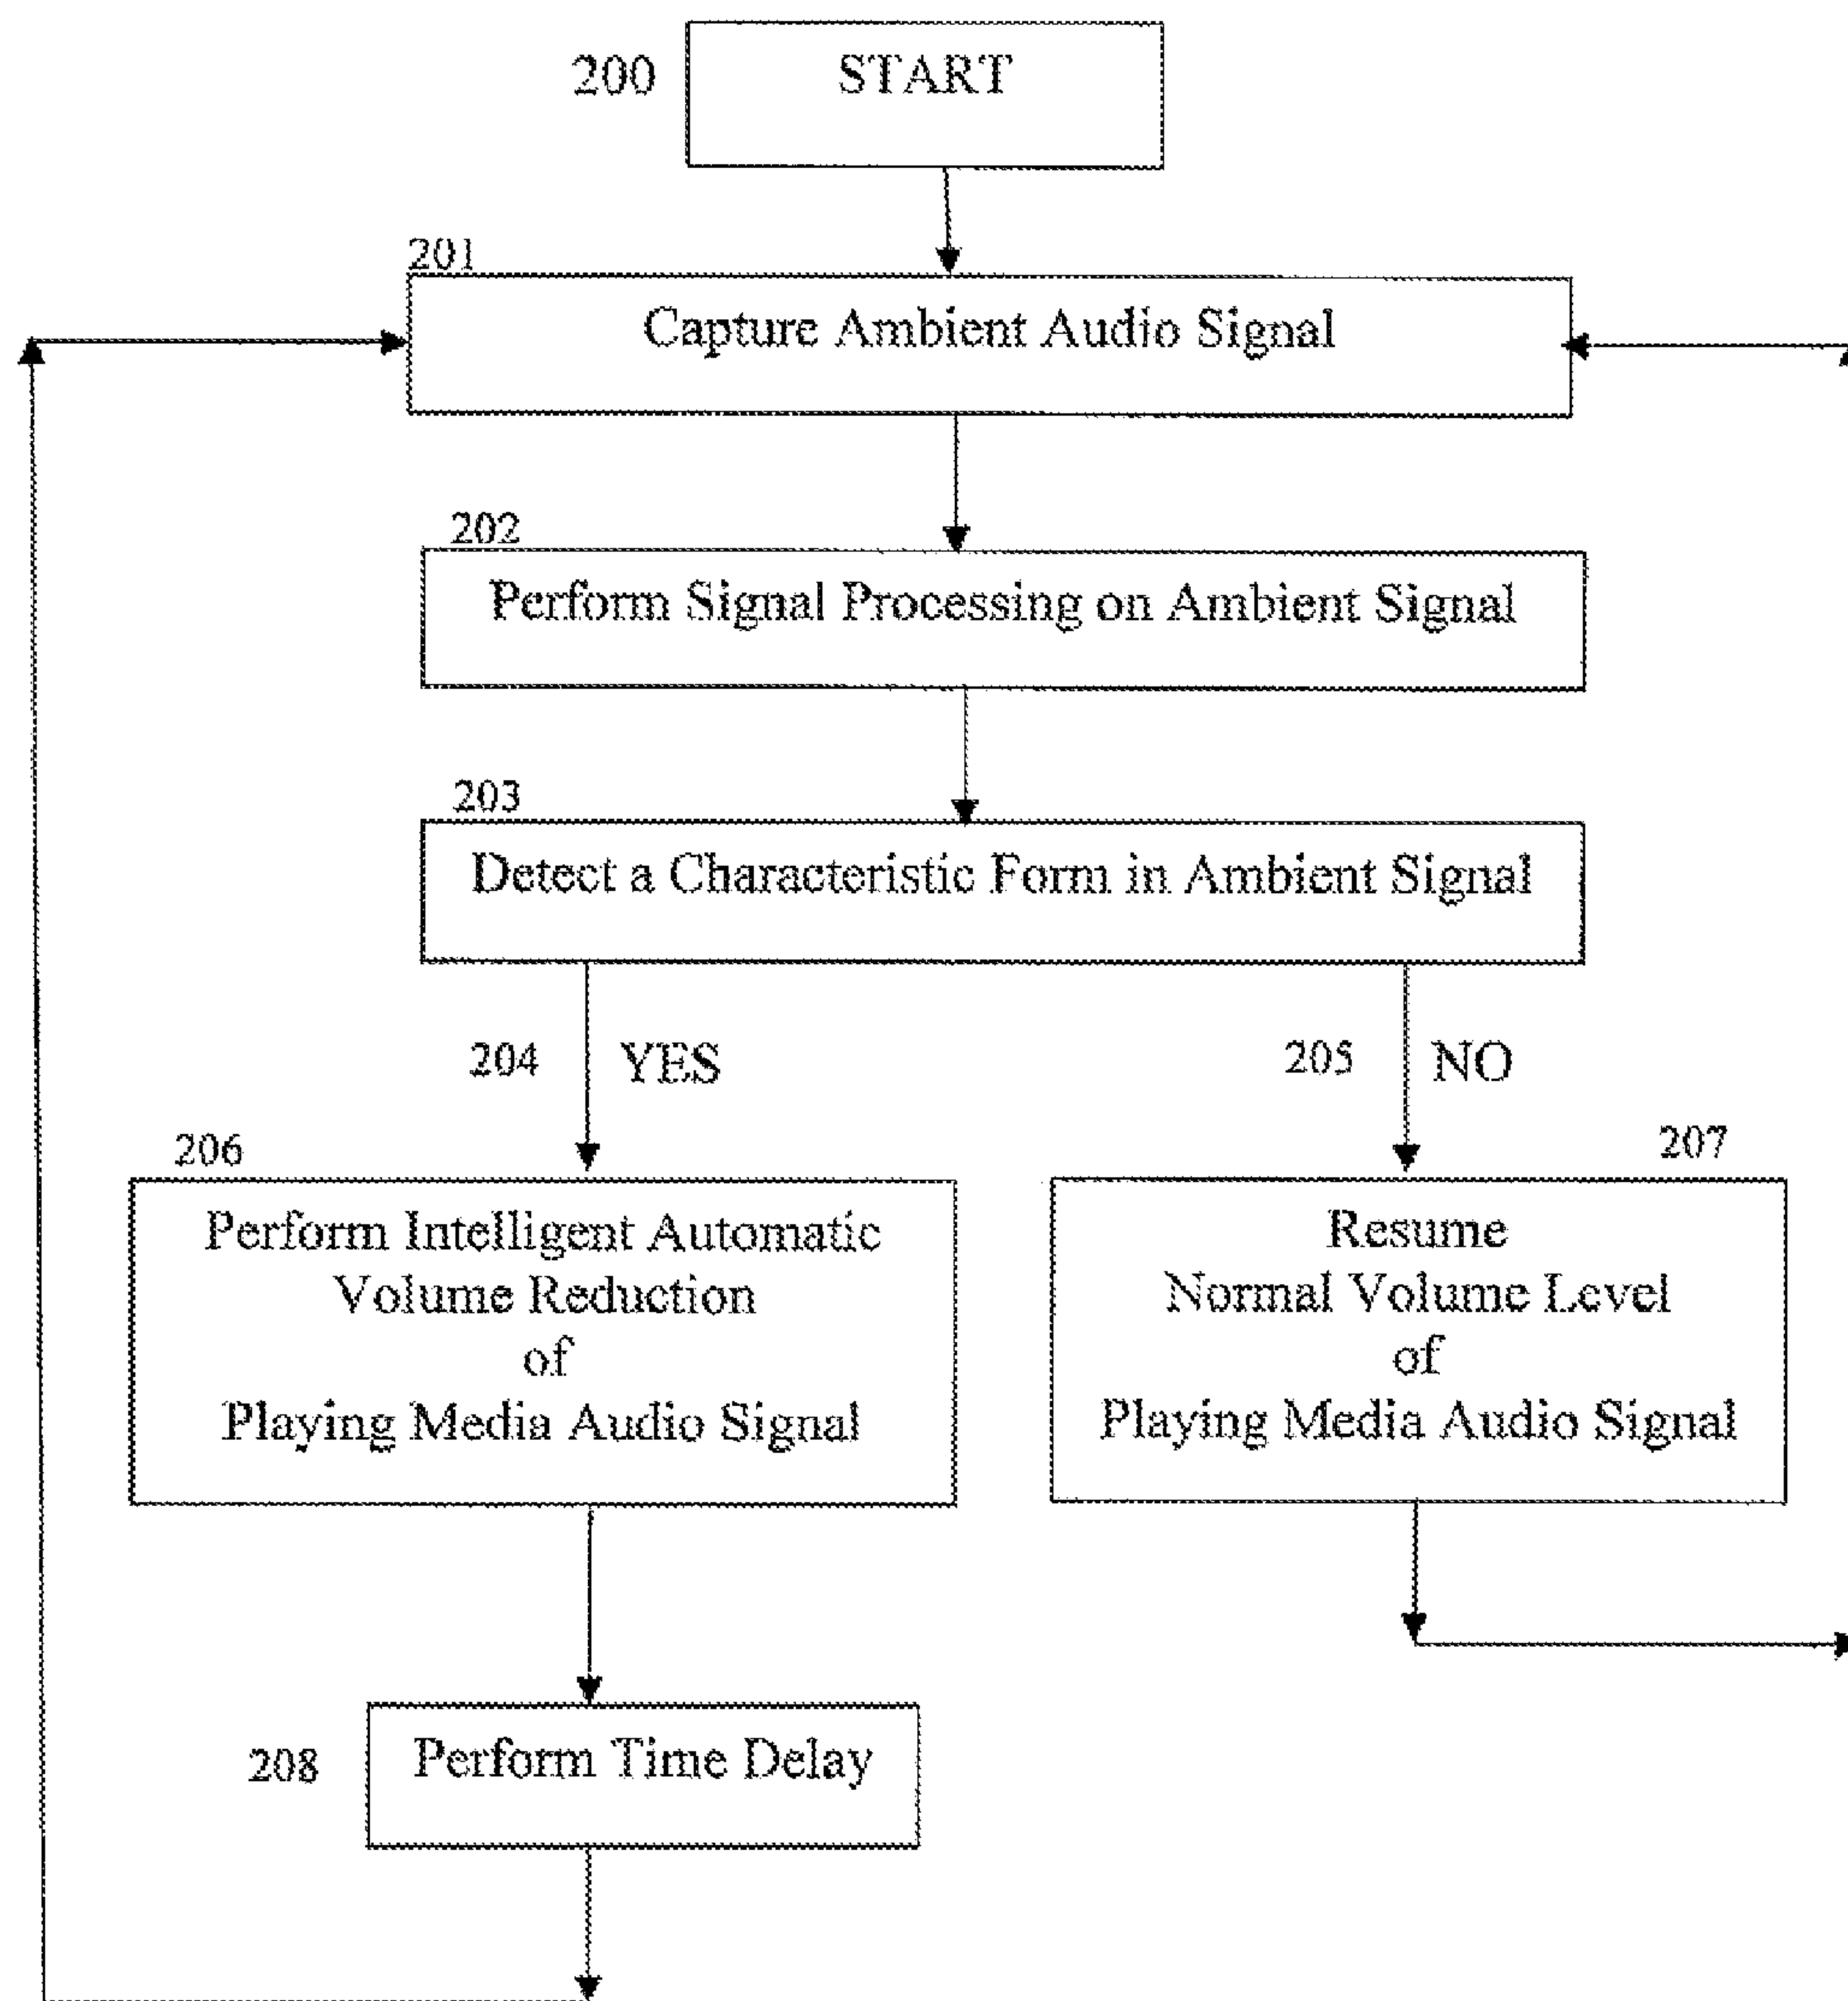 200
START
201
Capture Ambient Audio Signal
202
Perform Signal Processing on Ambient Signal
203
Detect a Characteristic Form in Ambient Signal
204
YES
205
NO
206
Perform Intelligent Automatic
Volume Reduction
of
Playing Media Audio Signal
207
Resume
Normal Volume Level
of
Playing Media Audio Signal
208
Perform Time Delay